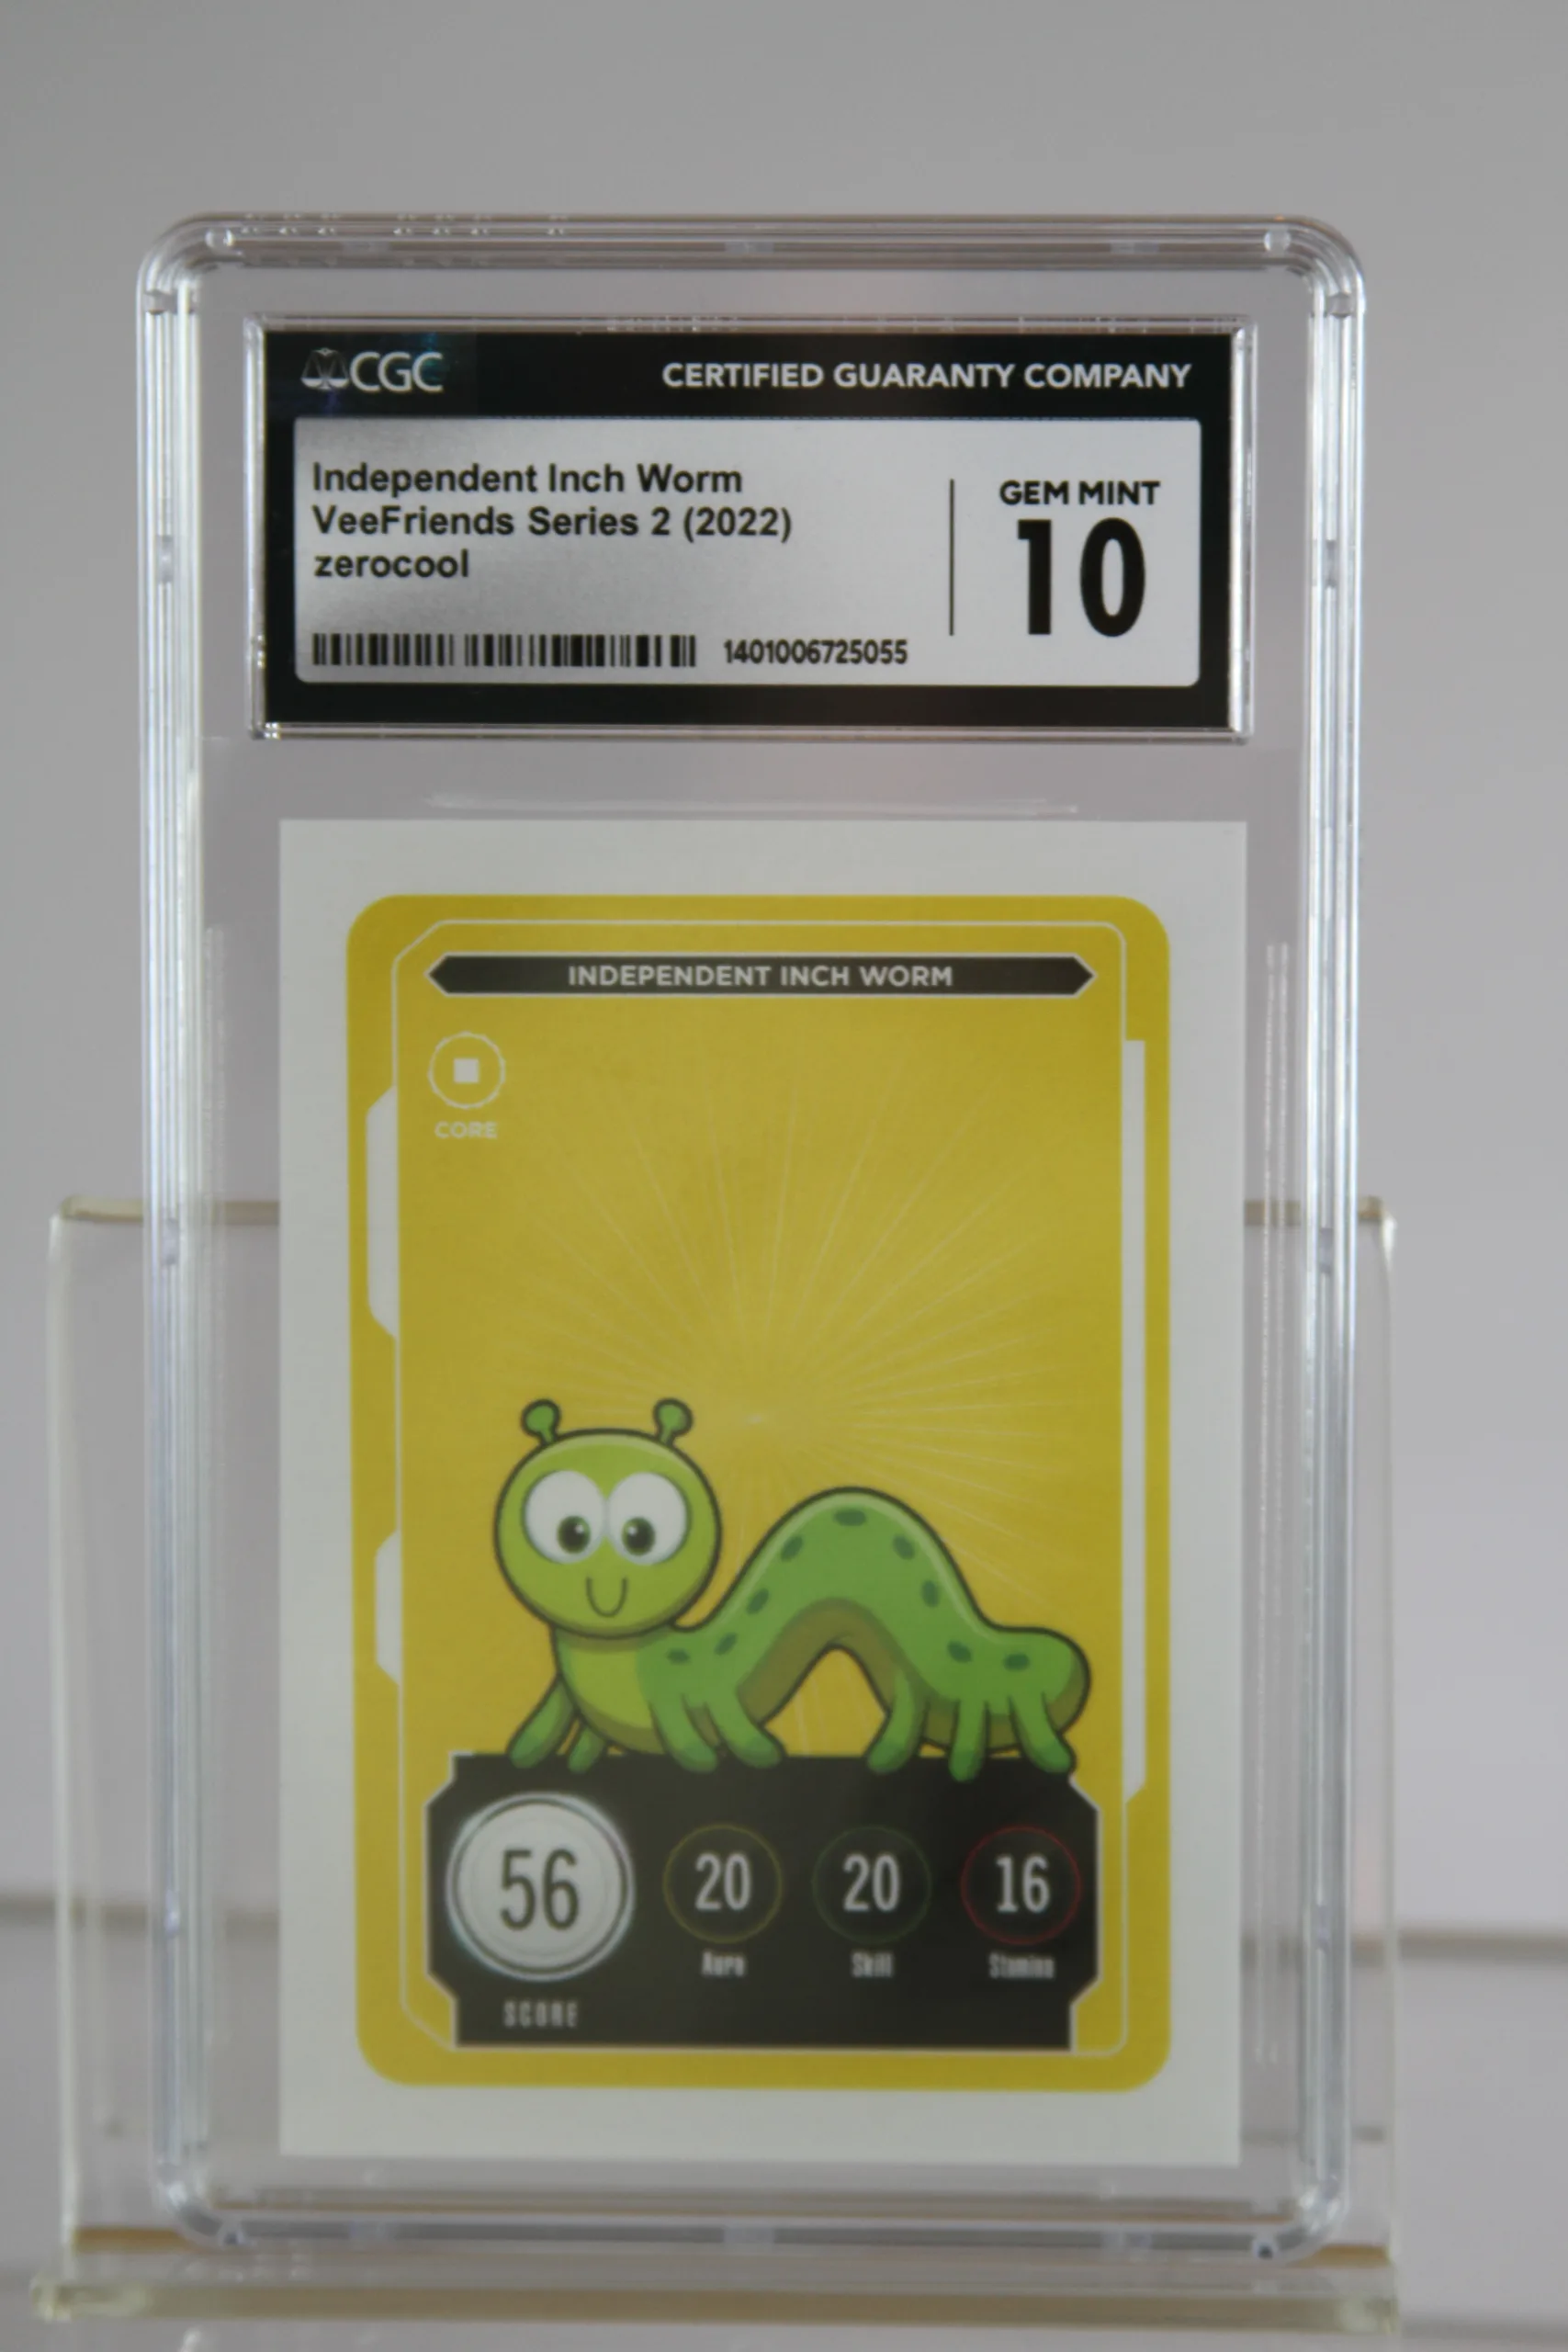 CGC
CERTIFIED GUARANTY COMPANY
Independent Inch Worm
VeeFriends Series 2 (2022)
zerocool
1401006725055
GEM MINT
10
INDEPENDENT INCH WORM
CORE
56
SCORE
20
Aura
20
Skill
16
Stamina